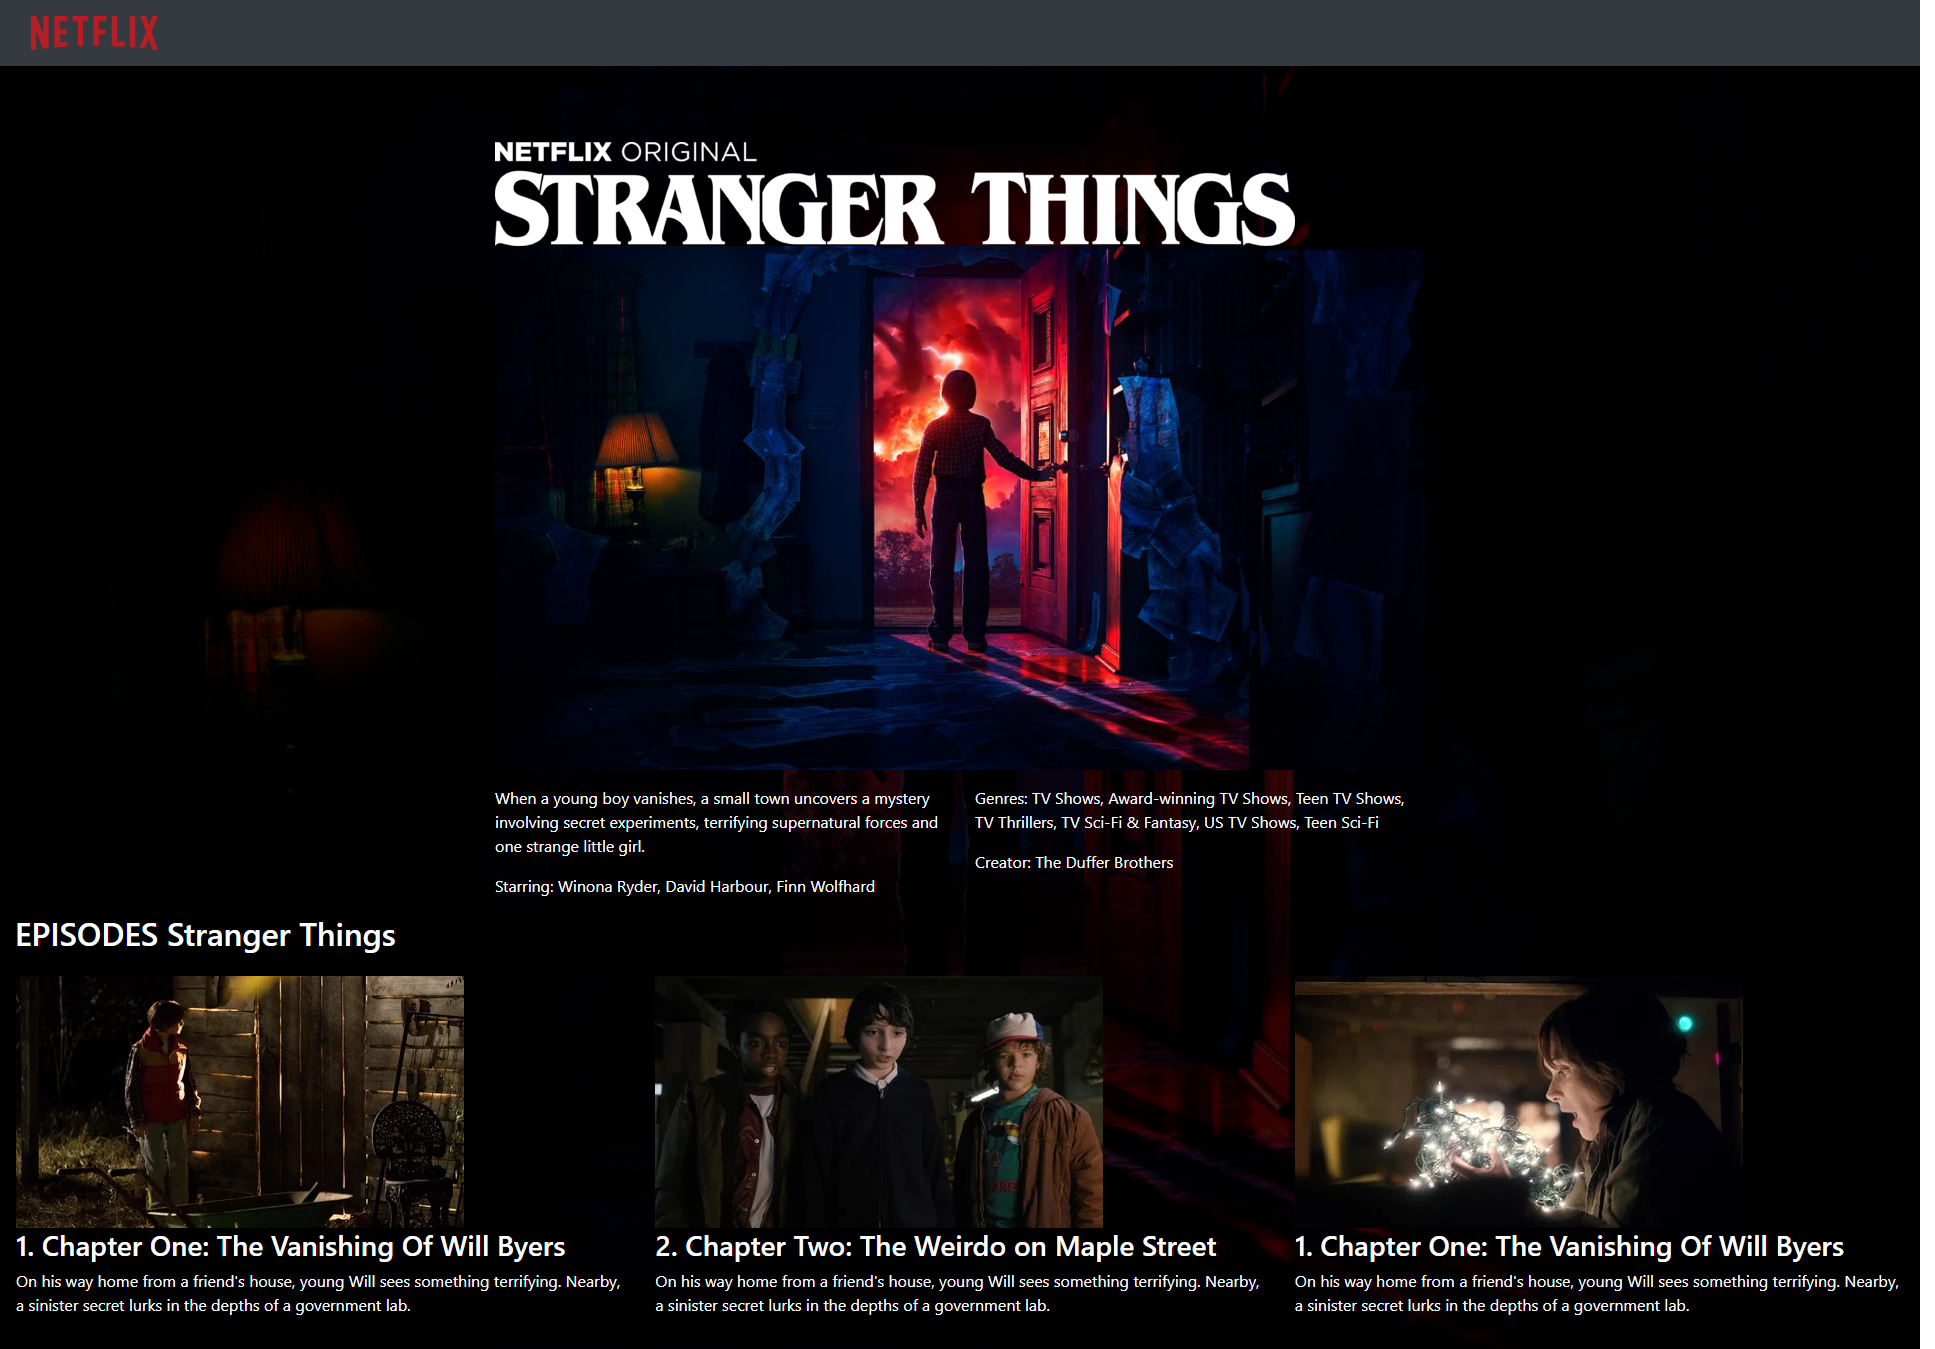 NETFLIX
NETFLIX ORIGINAL
STRANGER THINGS
When a young boy vanishes, a small town uncovers a mystery
involving secret experiments, terrifying supernatural forces and
one strange little girl.
Starring: Winona Ryder, David Harbour, Finn Wolfhard
Genres: TV Shows, Award-winning TV Shows, Teen TV Shows,
TV Thrillers, TV Sci-Fi & Fantasy, US TV Shows, Teen Sci-Fi
Creator: The Duffer Brothers
EPISODES Stranger Things
1. Chapter One: The Vanishing Of Will Byers
On his way home from a friend's house, young Will sees something terrifying. Nearby,
a sinister secret lurks in the depths of a government lab.
2. Chapter Two: The Weirdo on Maple Street
On his way home from a friend's house, young Will sees something terrifying. Nearby,
a sinister secret lurks in the depths of a government lab.
1. Chapter One: The Vanishing Of Will Byers
On his way home from a friend's house, young Will sees something terrifying. Nearby,
a sinister secret lurks in the depths of a government lab.